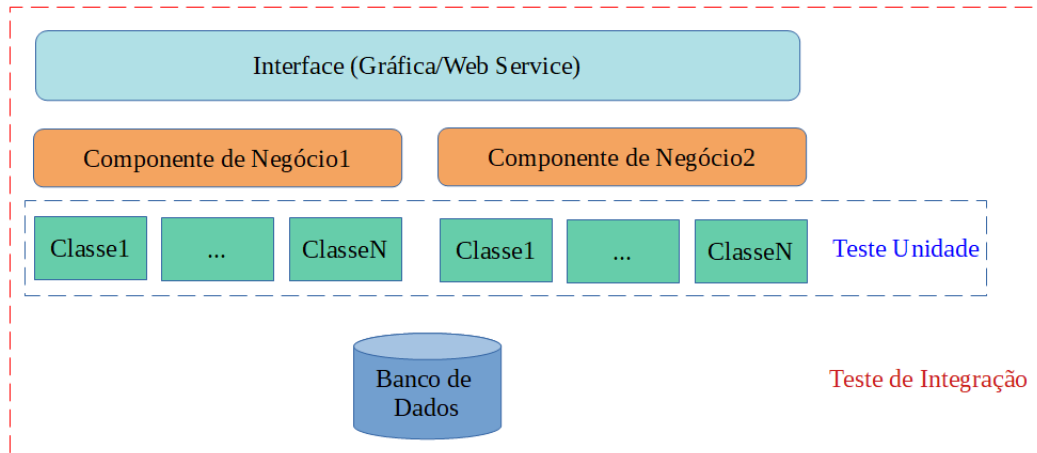 Interface (Gráfica/Web Service)
Componente de Negócio1
Componente de Negócio2
Classe1
...
ClasseN
Classe1
...
ClasseN
Teste Unidade
Banco de
Dados
Teste de Integração